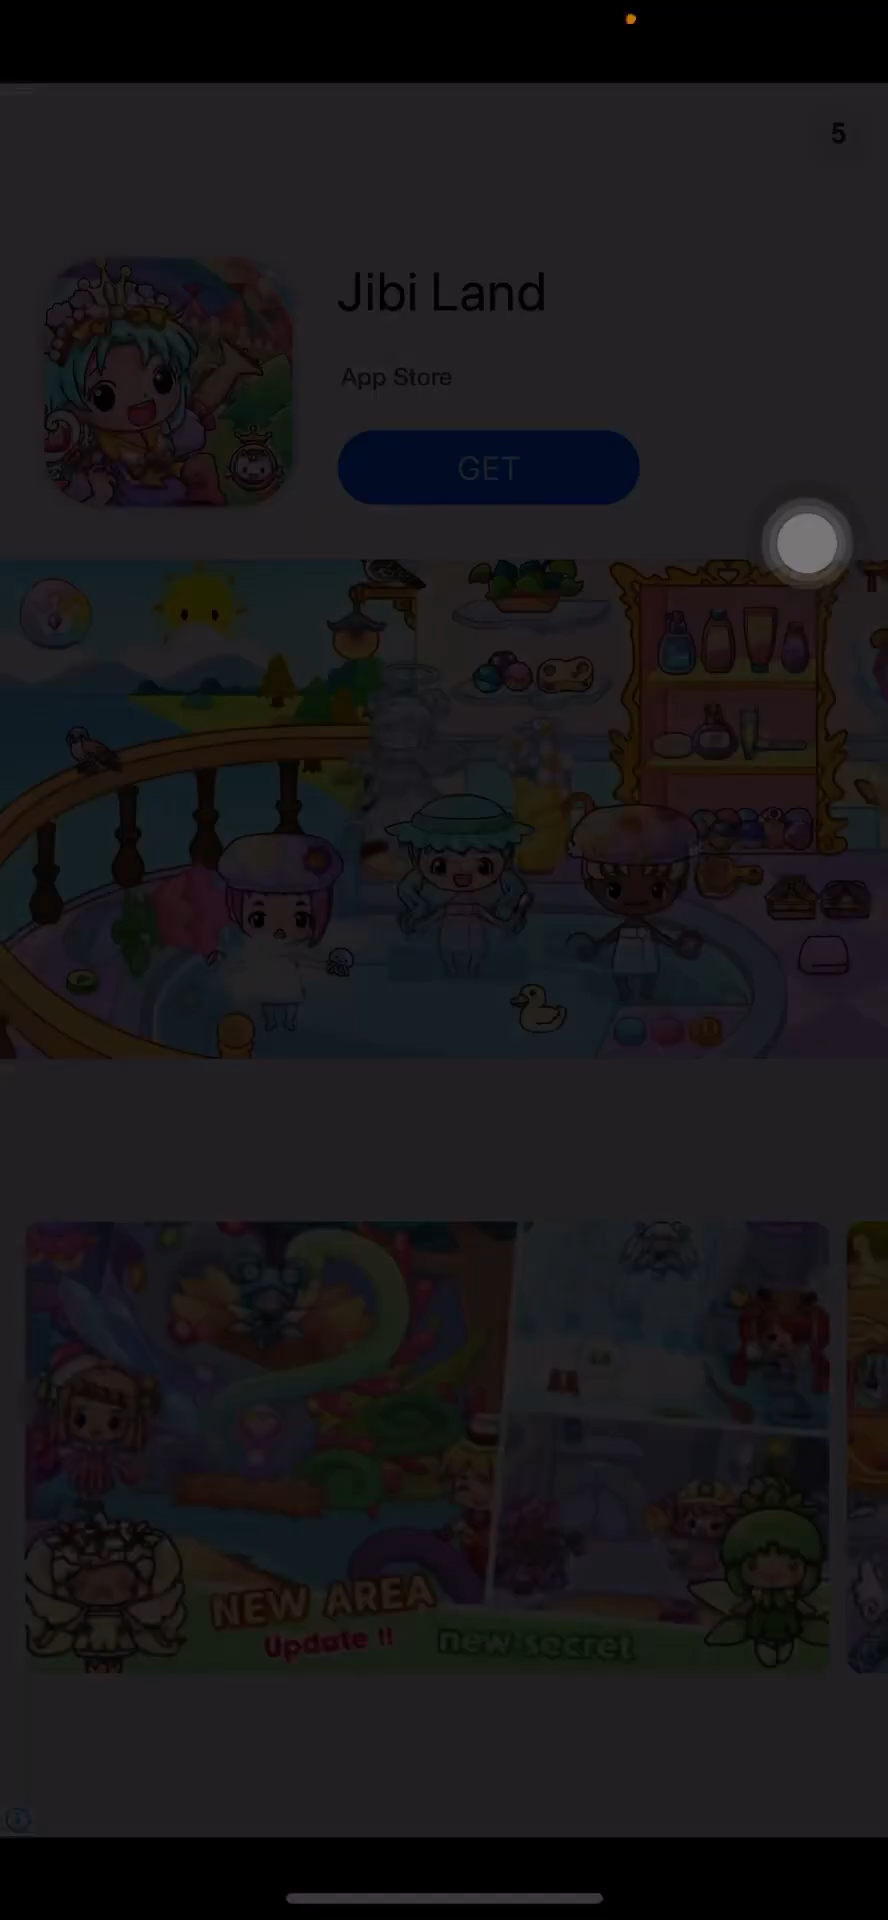 5
Jibi Land
App Store
GET
NEW AREA
Update !!
new secret